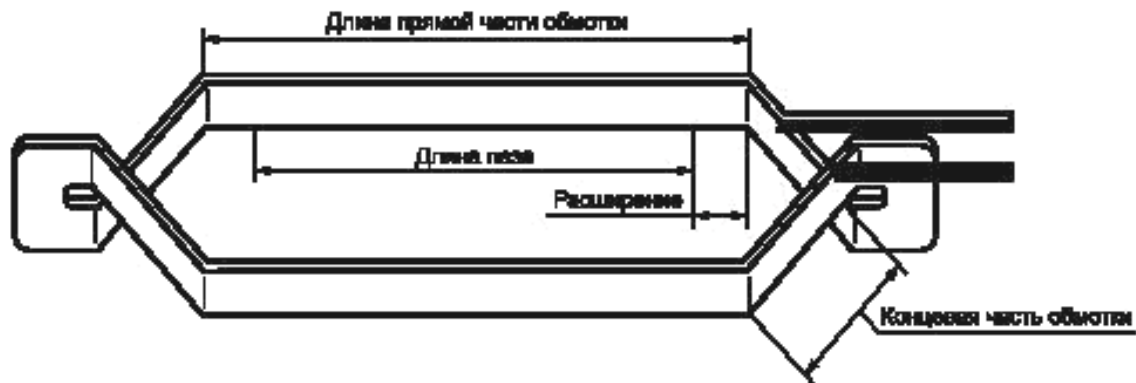 Длина прямой части обмотки
Длина паза
Расширение
Концевая часть обмотки